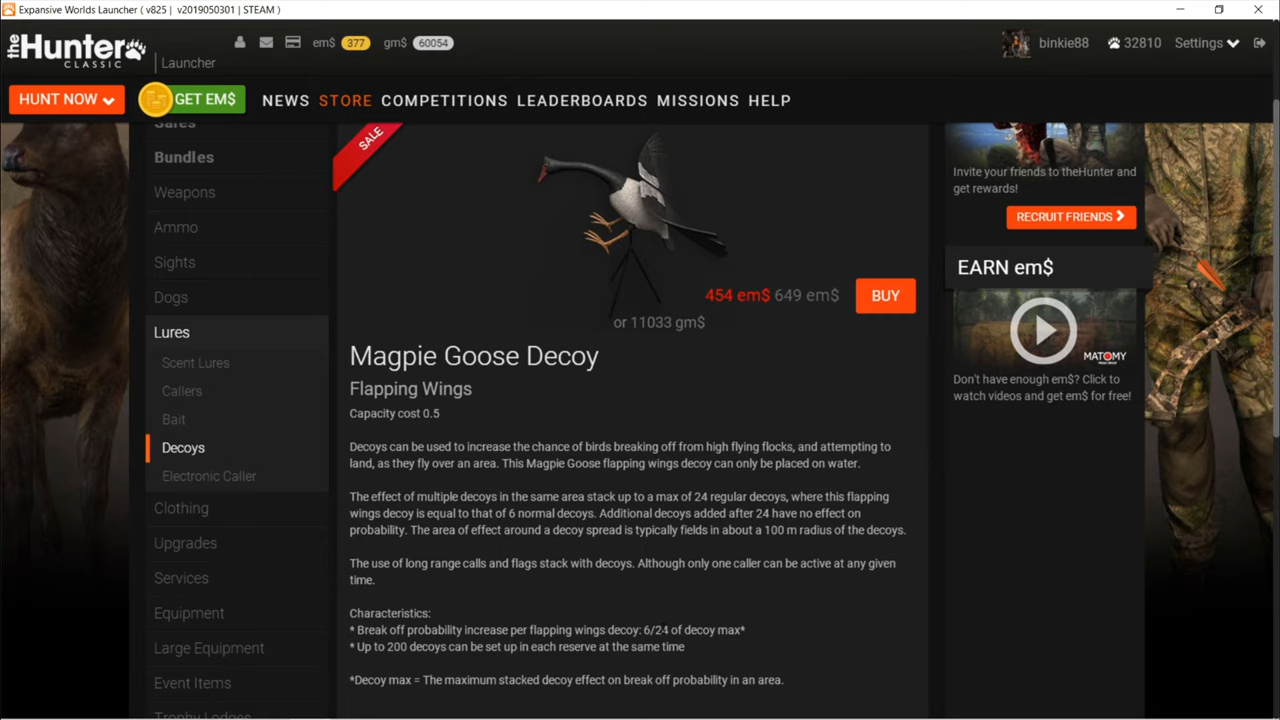 Expansive Worlds Launcher ( v825 | v2019050301 | STEAM )
theHunter
CLASSIC
Launcher
em$ 377 gm$ 60054
binkie88 32810 Settings
HUNT NOW GET EM$ NEWS STORE COMPETITIONS LEADERBOARDS MISSIONS HELP
Sales
Bundles
Weapons
Ammo
Sights
Dogs
Lures
Scent Lures
Callers
Bait
Decoys
Electronic Caller
Clothing
Upgrades
Services
Equipment
Large Equipment
Event Items
Trophy Lodges
SALE
454 em$ 649 em$ BUY
or 11033 gm$
Magpie Goose Decoy
Flapping Wings
Capacity cost 0.5
Decoys can be used to increase the chance of birds breaking off from high flying flocks, and attempting to
land, as they fly over an area. This Magpie Goose flapping wings decoy can only be placed on water.
The effect of multiple decoys in the same area stack up to a max of 24 regular decoys, where this flapping
wings decoy is equal to that of 6 normal decoys. Additional decoys added after 24 have no effect on
probability. The area of effect around a decoy spread is typically fields in about a 100 m radius of the decoys.
The use of long range calls and flags stack with decoys. Although only one caller can be active at any given
time.
Characteristics:
* Break off probability increase per flapping wings decoy: 6/24 of decoy max*
* Up to 200 decoys can be set up in each reserve at the same time
*Decoy max = The maximum stacked decoy effect on break off probability in an area.
Invite your friends to theHunter and
get rewards!
RECRUIT FRIENDS
EARN em$
MATOMY
Don't have enough em$? Click to
watch videos and get em$ for free!